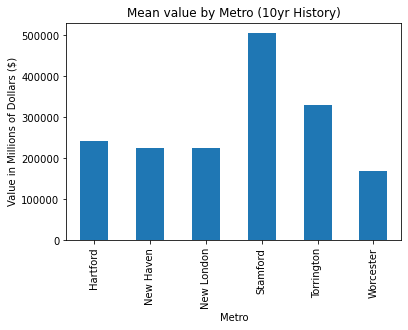 Mean value by Metro (10yr History)
Value in Millions of Dollars ($)
500000
400000
300000
200000
100000
0
Hartford
New Haven
New London
Stamford
Torrington
Worcester
Metro